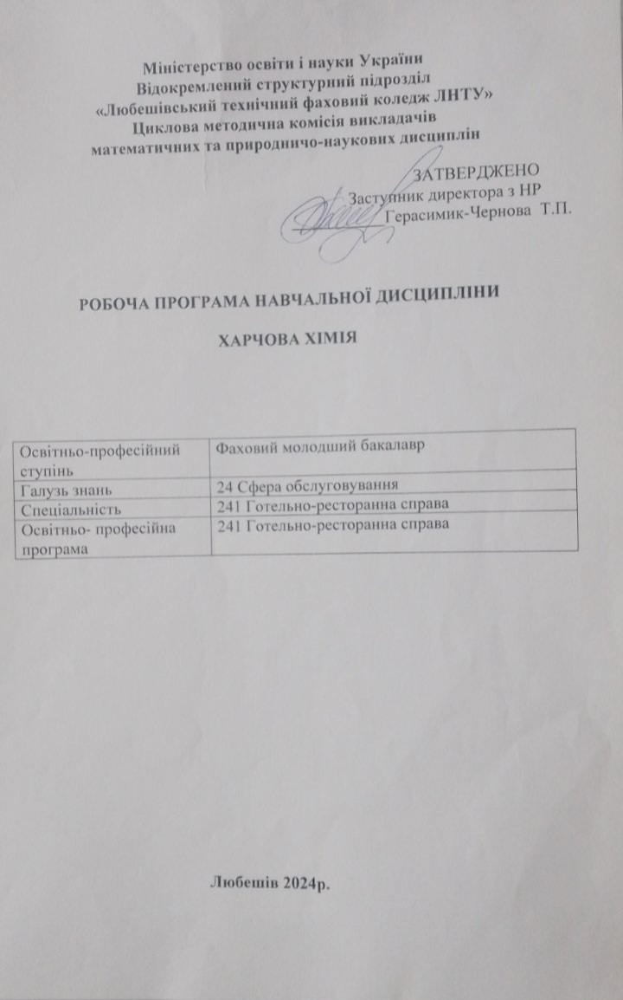 Міністерство освіти і науки України
Відокремлений структурний підрозділ
«Любешівський технічний фаховий коледж ЛНТУ»
Циклова методична комісія викладачів
математичних та природничо-наукових дисциплін
ЗАТВЕРДЖЕНО
Заступник директора з НР
Герасимик-Чернова Т.П.
РОБОЧА ПРОГРАМА НАВЧАЛЬНОЇ ДИСЦИПЛІНИ
ХАРЧОВА ХІМІЯ
Освітньо-професійний ступінь Фаховий молодший бакалавр
Галузь знань 24 Сфера обслуговування
Спеціальність 241 Готельно-ресторанна справа
Освітньо- професійна програма 241 Готельно-ресторанна справа
Любешів 2024р.